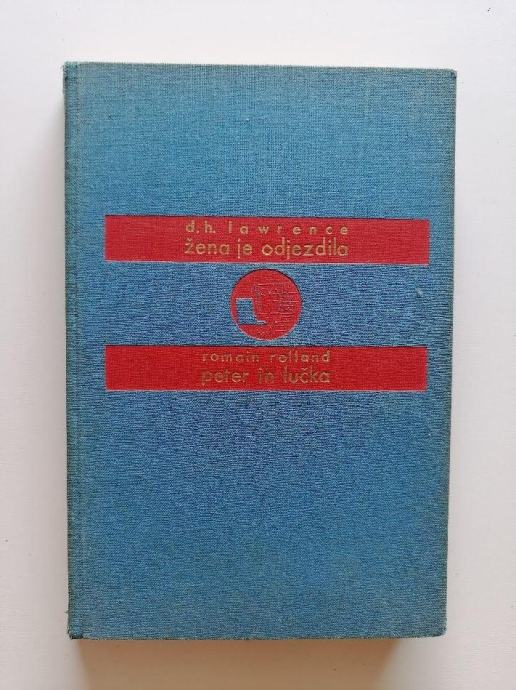 d. h. lawrence
žena je odjezdila
romain rolland
peter in lučka